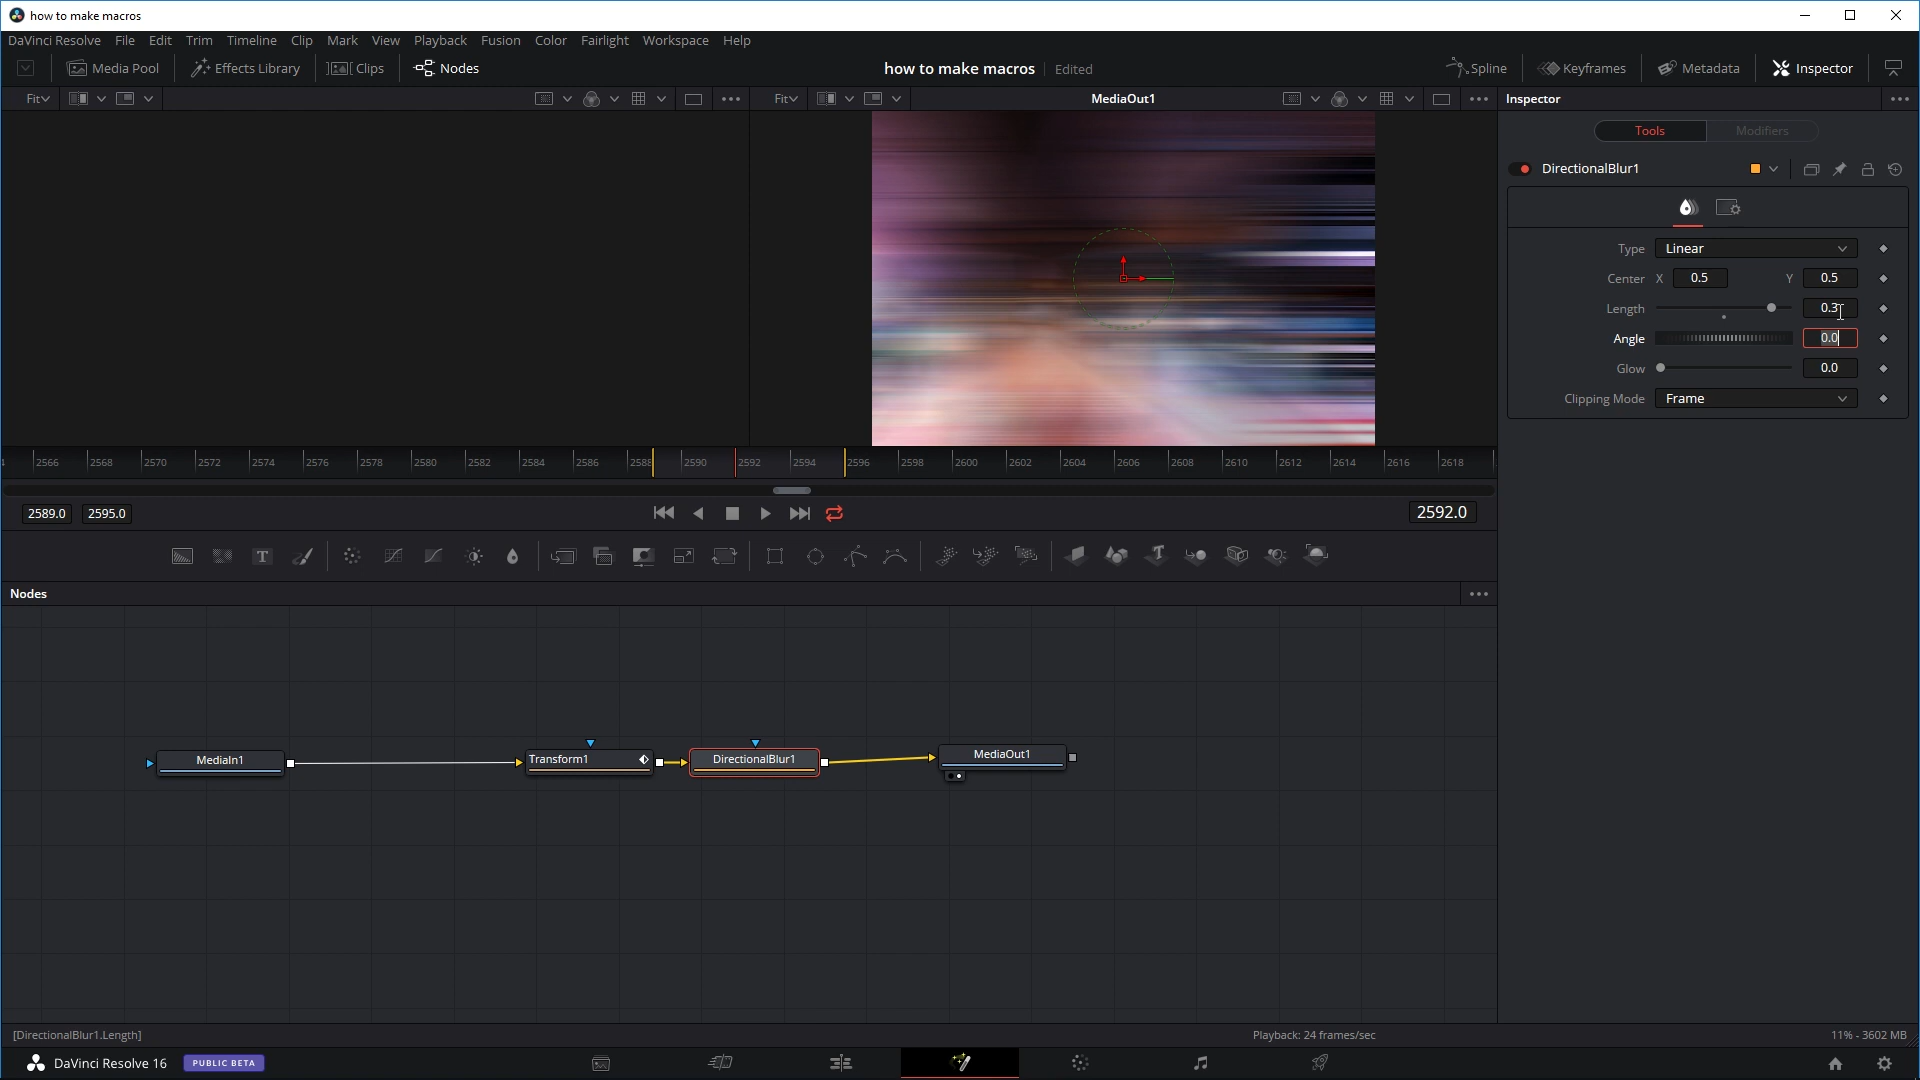 how to make macros
DaVinci Resolve File Edit Trim Timeline Clip Mark View Playback Fusion Color Fairlight Workspace Help
Media Pool Effects Library Clips Nodes how to make macros Edited Spline Keyframes Metadata Inspector
Fit Fit MediaOut1 Inspector
Tools Modifiers
DirectionalBlur1
Type Linear
Center X 0.5 Y 0.5
Length 0.3
Angle 0.0
Glow 0.0
Clipping Mode Frame
2566 2568 2570 2572 2574 2576 2578 2580 2582 2584 2586 2588 2590 2592 2594 2596 2598 2600 2602 2604 2606 2608 2610 2612 2614 2616 2618
2589.0 2595.0 2592.0
T
Nodes
MediaIn1 Transform1 DirectionalBlur1 MediaOut1
[DirectionalBlur1.Length] Playback: 24 frames/sec 11% - 3602 MB
DaVinci Resolve 16 PUBLIC BETA